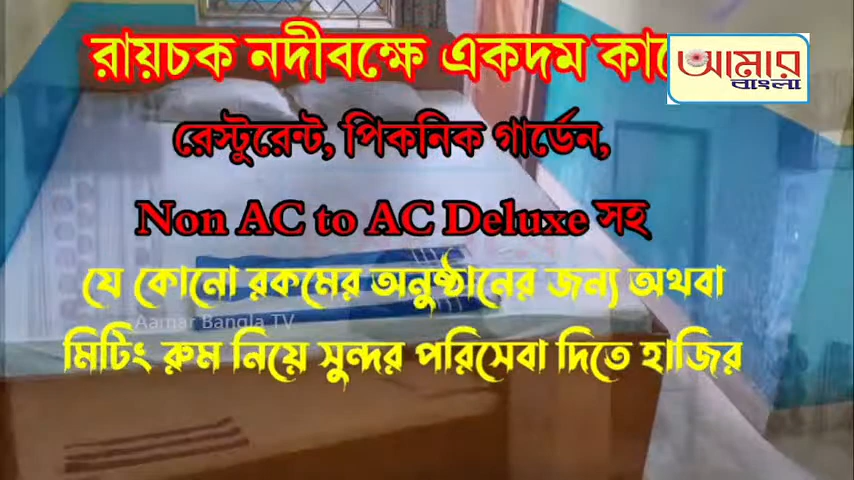 রায়চক নদীবক্ষে একদম
আমার
বাংলা
রেস্টুরেন্ট, পিকনিক গার্ডেন,
Non AC to AC Deluxe সহ
যে কোনো রকমের অনুষ্ঠানের জন্য অথবা
Aamar Bangla TV
মিটিং রুম নিয়ে সুন্দর পরিসেবা দিতে হাজির